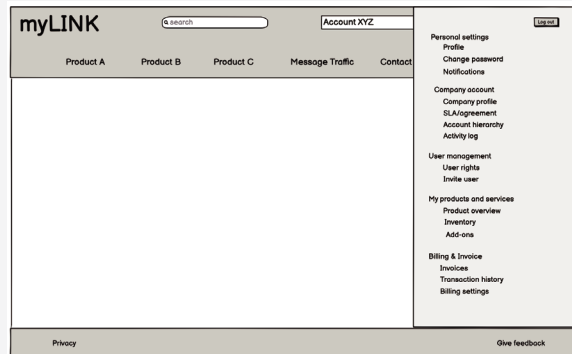 myLINK
search
Account XYZ
Log out
Product A
Product B
Product C
Message Traffic
Contact
Personal settings
Profile
Change password
Notifications
Company account
Company profile
SLA/agreement
Account hierarchy
Activity log
User management
User rights
Invite user
My products and services
Product overview
Inventory
Add-ons
Billing & Invoice
Invoices
Transaction history
Billing settings
Privacy
Give feedback